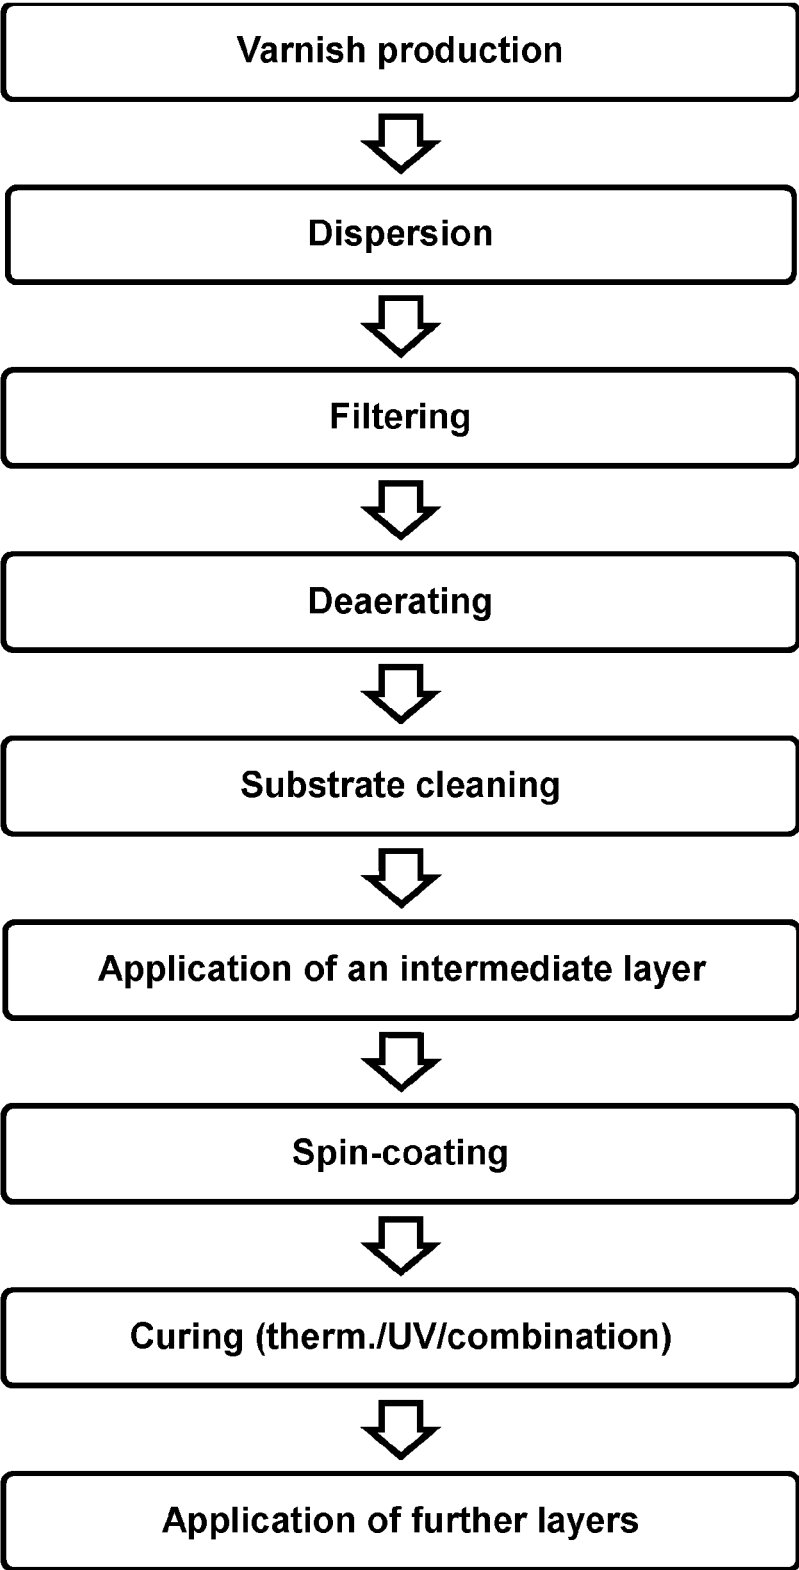 Varnish production
Dispersion
Filtering
Deaerating
Substrate cleaning
Application of an intermediate layer
Spin-coating
Curing (therm./UV/combination)
Application of further layers